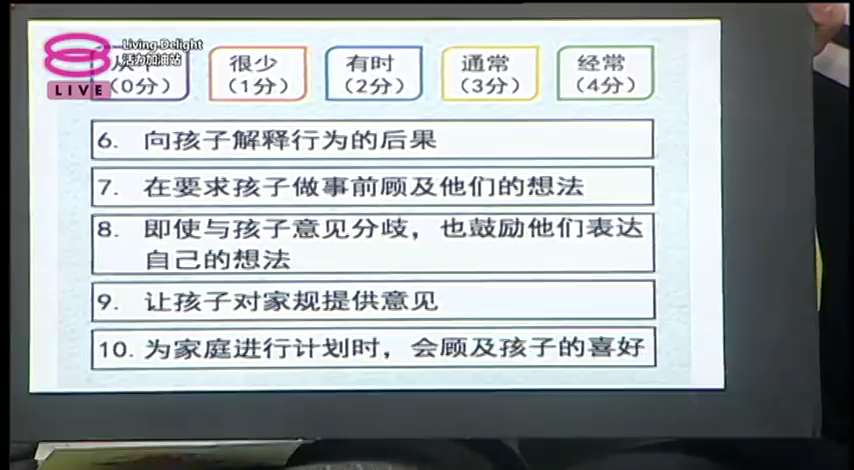 Living Delight
活力加油站
LIVE
(0分)
很少
(1分)
有时
(2分)
通常
(3分)
经常
(4分)
6. 向孩子解释行为的后果
7. 在要求孩子做事前顾及他们的想法
8. 即使与孩子意见分歧，也鼓励他们表达
自己的想法
9. 让孩子对家规提供意见
10. 为家庭进行计划时，会顾及孩子的喜好